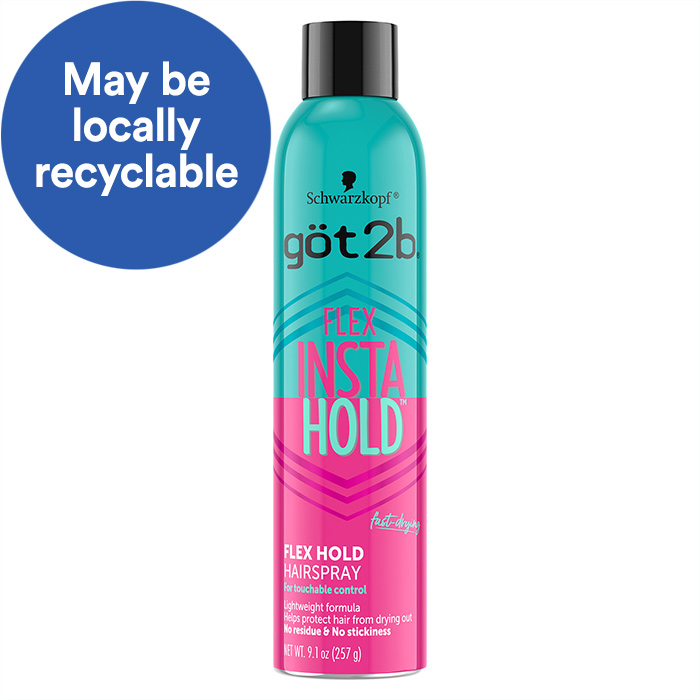 May be
locally
recyclable
Schwarzkopf®
göt2b.
FLEX
INSTA
HOLD™
fast-drying
FLEX HOLD
HAIRSPRAY
For touchable control
Lightweight formula
Helps protect hair from drying out
No residue & No stickiness
NET WT. 9.1 oz (257 g)